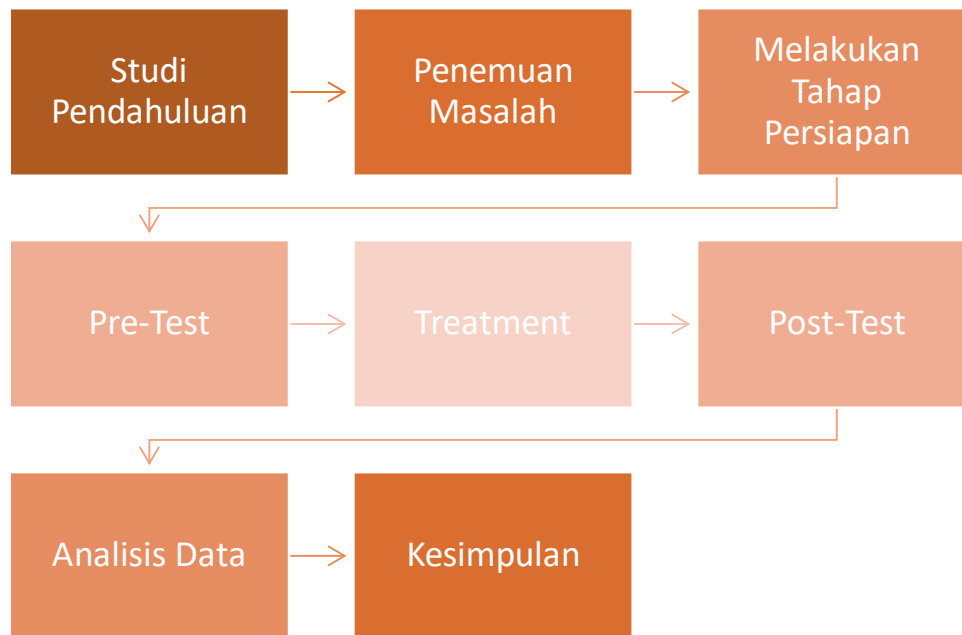 Studi
Pendahuluan
Penemuan
Masalah
Melakukan
Tahap
Persiapan
Pre-Test
Treatment
Post-Test
Analisis Data
Kesimpulan